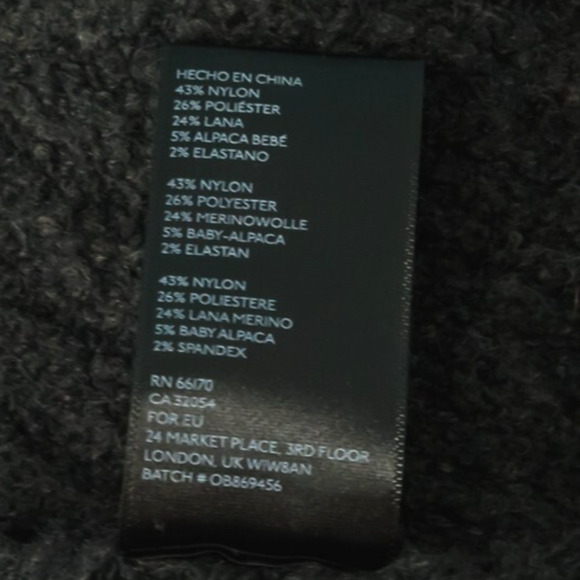 HECHO EN CHINA
43% NYLON
26% POLIÉSTER
24% LANA
5% ALPACA BEBÉ
2% ELASTANO
43% NYLON
26% POLYESTER
24% MERINOWOLLE
5% BABY-ALPACA
2% ELASTAN
43% NYLON
26% POLIESTERE
24% LANA MERINO
5% BABY ALPACA
2% SPANDEX
RN 66170
CA 32054
FOR EU
24 MARKET PLACE, 3RD FLOOR
LONDON, UK W1W8AN
BATCH # OB869456